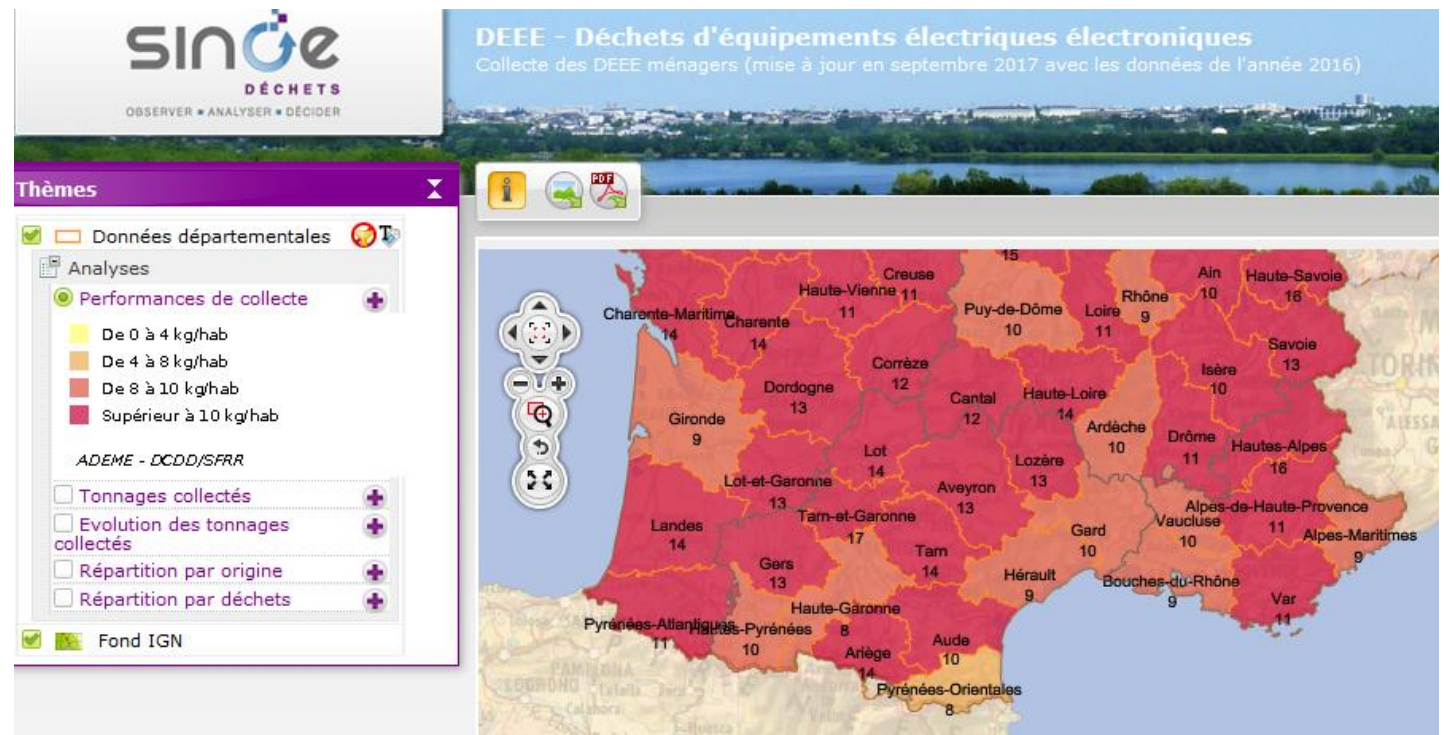 sinoe
DÉCHETS
OBSERVER ▪ ANALYSER ▪ DÉCIDER
DEEE - Déchets d'équipements électriques électroniques
Collecte des DEEE ménagers (mise à jour en septembre 2017 avec les données de l'année 2016)
Thèmes
Données départementales
Analyses
Performances de collecte
De 0 à 4 kg/hab
De 4 à 8 kg/hab
De 8 à 10 kg/hab
Supérieur à 10 kg/hab
ADEME - DCDD/SFRR
Tonnages collectés
Evolution des tonnages
collectés
Répartition par origine
Répartition par déchets
Fond IGN
i
PDF
15
Creuse
11
Haute-Vienne
11
Puy-de-Dôme
10
Loire
11
Rhône
9
Ain
10
Haute-Savoie
16
Charente-Maritime
14
Charente
14
Corrèze
12
Dordogne
13
Cantal
12
Haute-Loire
14
Isère
10
Savoie
13
TORIN
Gironde
9
Lot
14
Lozère
13
Ardèche
10
Drôme
11
Hautes-Alpes
16
Lot-et-Garonne
13
Aveyron
13
Landes
14
Tarn-et-Garonne
17
Tarn
14
Gard
10
Vaucluse
10
Alpes-de-Haute-Provence
11
Alpes-Maritimes
9
Gers
13
Hérault
9
Bouches-du-Rhône
9
Var
11
Haute-Garonne
8
Pyrénées-Atlantiques
11
Hautes-Pyrénées
10
Ariège
14
Aude
10
Pyrénées-Orientales
8